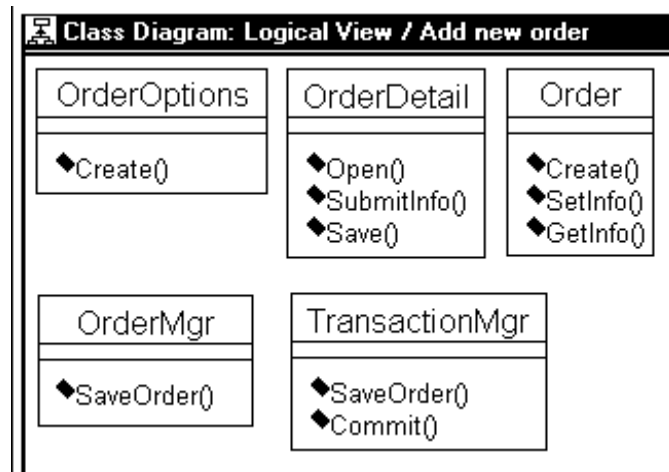 Class Diagram: Logical View / Add new order
OrderOptions
Create()
OrderDetail
Open()
SubmitInfo()
Save()
Order
Create()
SetInfo()
GetInfo()
OrderMgr
SaveOrder()
TransactionMgr
SaveOrder()
Commit()